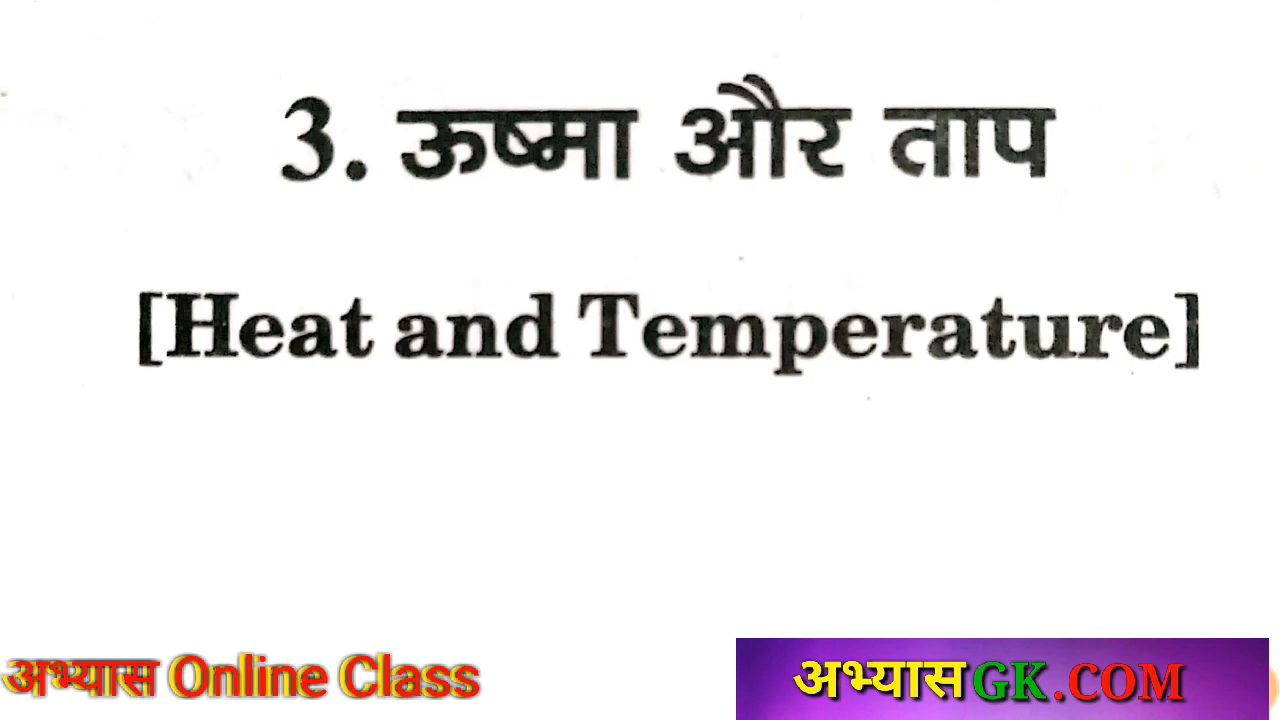 3. ऊष्मा और ताप
[Heat and Temperature]
अभ्यास Online Class
अभ्यासGK.COM